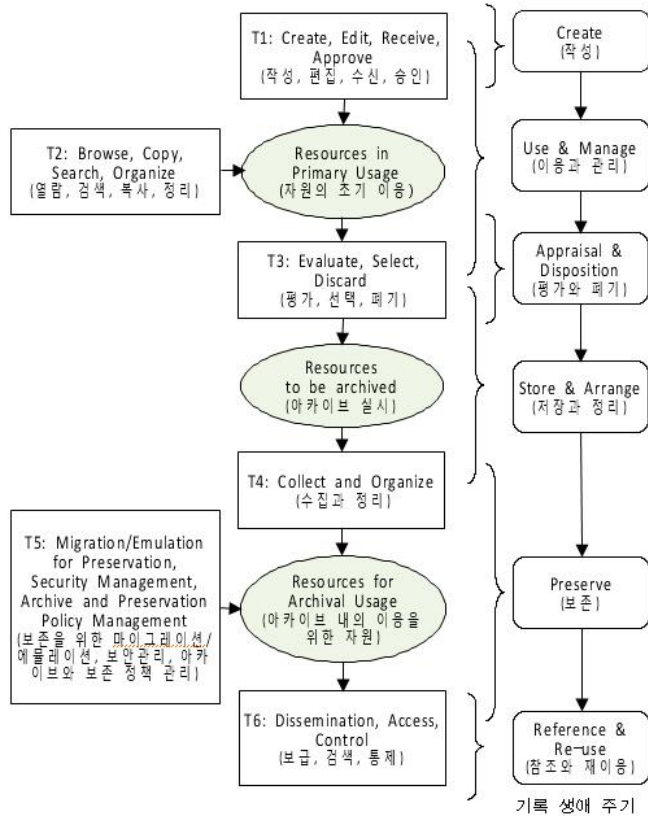 T1: Create, Edit, Receive,
Approve
(작성, 편집, 수신, 승인)
Create
(작성)
T2: Browse, Copy,
Search, Organize
(열람, 검색, 복사, 정리)
Resources in
Primary Usage
(자원의 초기 이용)
Use & Manage
(이용과 관리)
T3: Evaluate, Select,
Discard
(평가, 선택, 폐기)
Appraisal &
Disposition
(평가와 폐기)
Resources
to be archived
(아카이브 실시)
Store & Arrange
(저장과 정리)
T4: Collect and Organize
(수집과 정리)
T5: Migration/Emulation
for Preservation,
Security Management,
Archive and Preservation
Policy Management
(보존을 위한 마이그레이션/
에뮬레이션, 보안관리, 아카
이브와 보존 정책 관리)
Resources for
Archival Usage
(아카이브 내의 이용을
위한 자원)
Preserve
(보존)
T6: Dissemination, Access,
Control
(보급, 검색, 통제)
Reference &
Re-use
(참조와 재이용)
기록 생애 주기